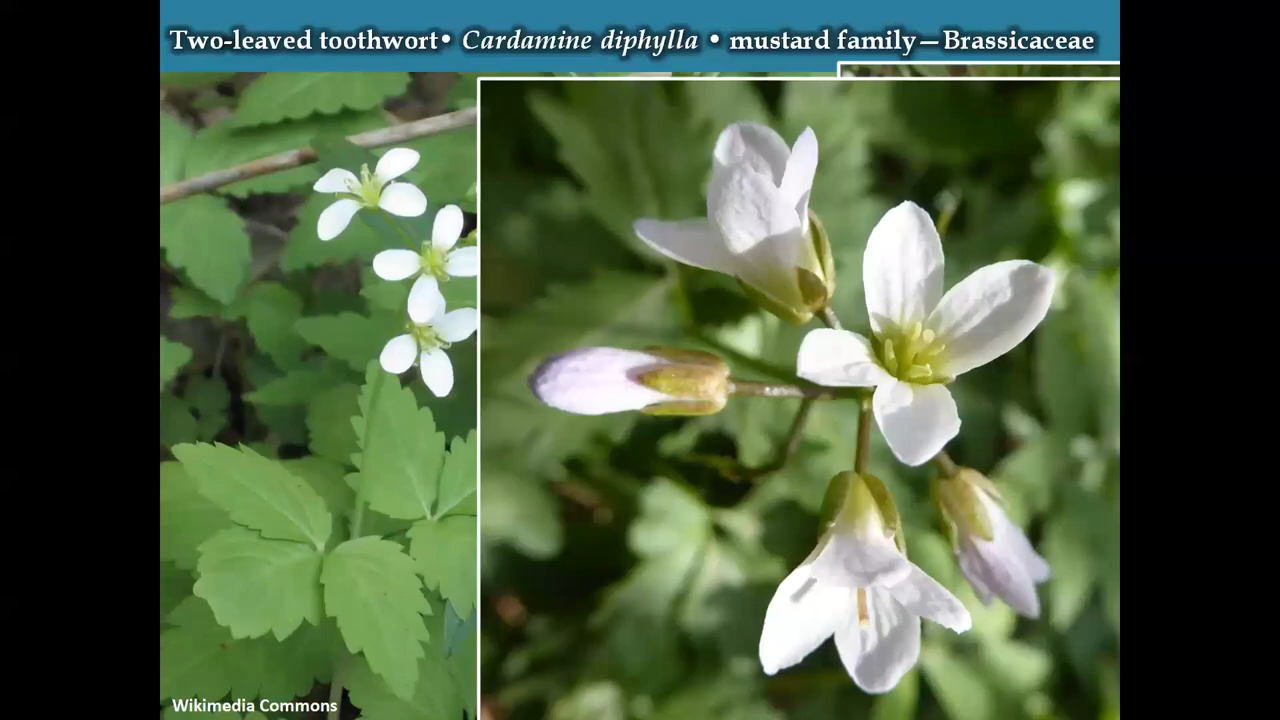 Two-leaved toothwort• Cardamine diphylla • mustard family—Brassicaceae
Wikimedia Commons